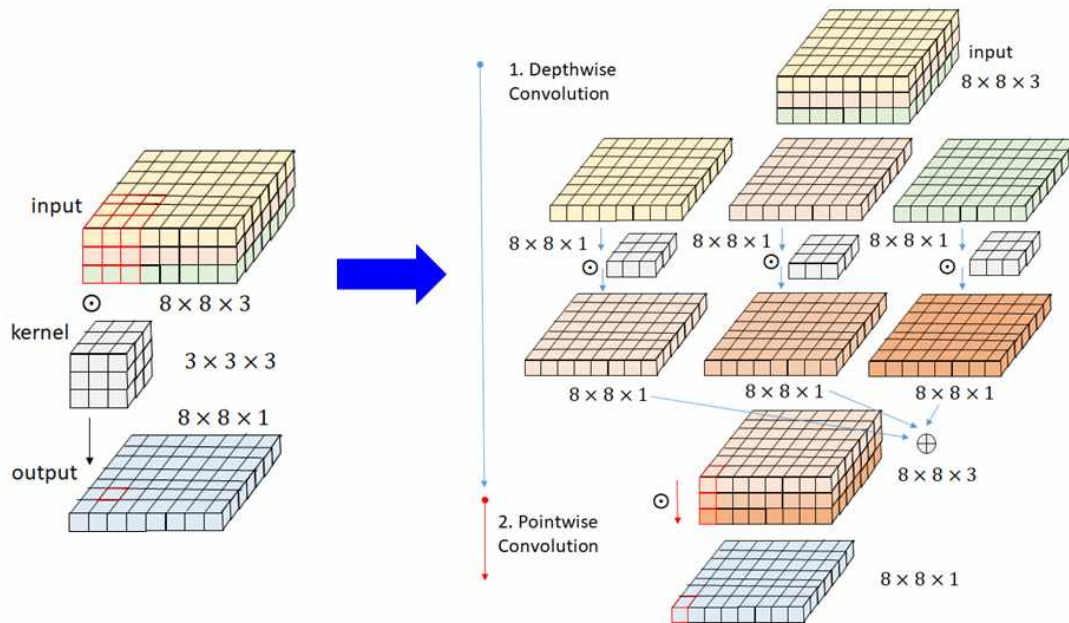 input
⊙
8 × 8 × 3
kernel
3 × 3 × 3
8 × 8 × 1
output
1. Depthwise
Convolution
input
8 × 8 × 3
8 × 8 × 1
8 × 8 × 1
8 × 8 × 1
⊙
⊙
⊙
8 × 8 × 1
8 × 8 × 1
8 × 8 × 1
⊕
8 × 8 × 3
⊙
2. Pointwise
Convolution
8 × 8 × 1